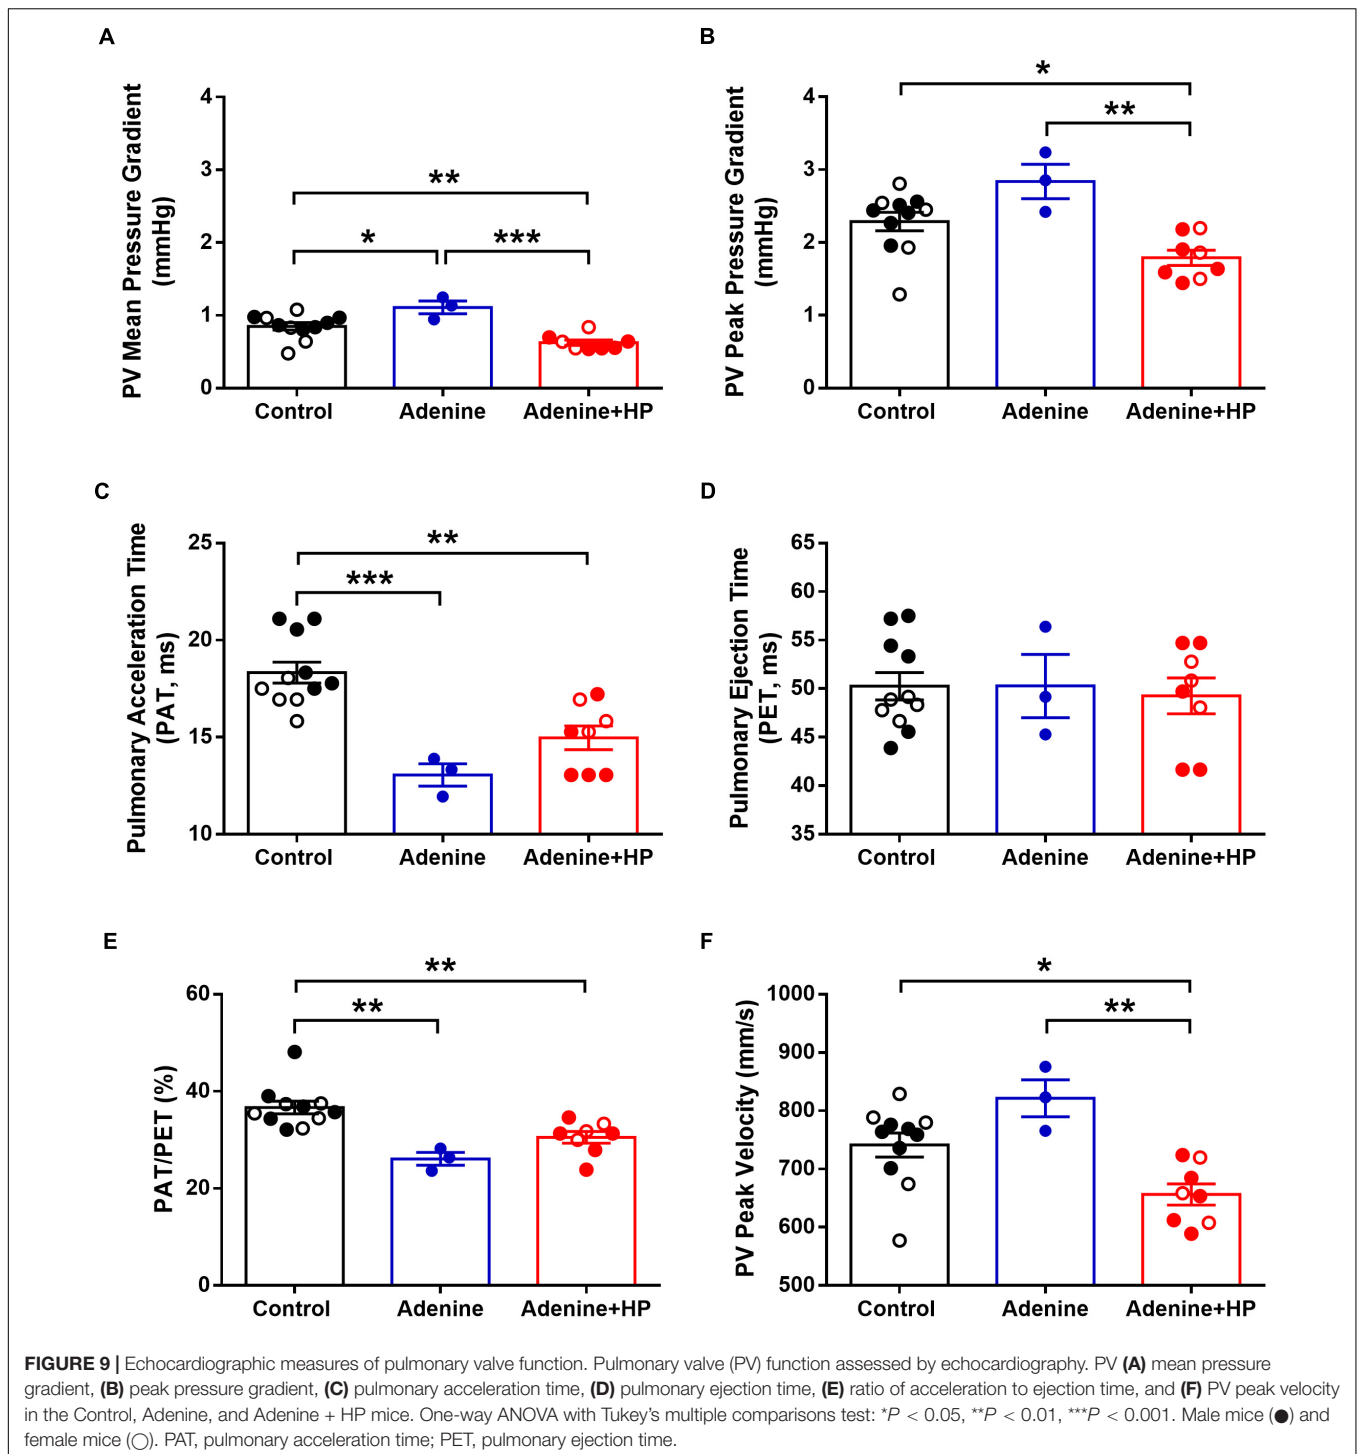 A
PV Mean Pressure Gradient
(mmHg)
4
3
2
1
0
**
*
***
Control
Adenine
Adenine+HP
B
PV Peak Pressure Gradient
(mmHg)
4
3
2
1
0
*
**
Control
Adenine
Adenine+HP
C
Pulmonary Acceleration Time
(PAT, ms)
25
20
15
10
**
***
Control
Adenine
Adenine+HP
D
Pulmonary Ejection Time
(PET, ms)
65
60
55
50
45
40
35
Control
Adenine
Adenine+HP
E
PAT/PET (%)
60
40
20
0
**
**
Control
Adenine
Adenine+HP
F
PV Peak Velocity (mm/s)
1000
900
800
700
600
500
*
**
Control
Adenine
Adenine+HP
FIGURE 9 | Echocardiographic measures of pulmonary valve function. Pulmonary valve (PV) function assessed by echocardiography. PV (A) mean pressure
gradient, (B) peak pressure gradient, (C) pulmonary acceleration time, (D) pulmonary ejection time, (E) ratio of acceleration to ejection time, and (F) PV peak velocity
in the Control, Adenine, and Adenine + HP mice. One-way ANOVA with Tukey's multiple comparisons test: *P < 0.05, **P < 0.01, ***P < 0.001. Male mice (●) and
female mice (○). PAT, pulmonary acceleration time; PET, pulmonary ejection time.